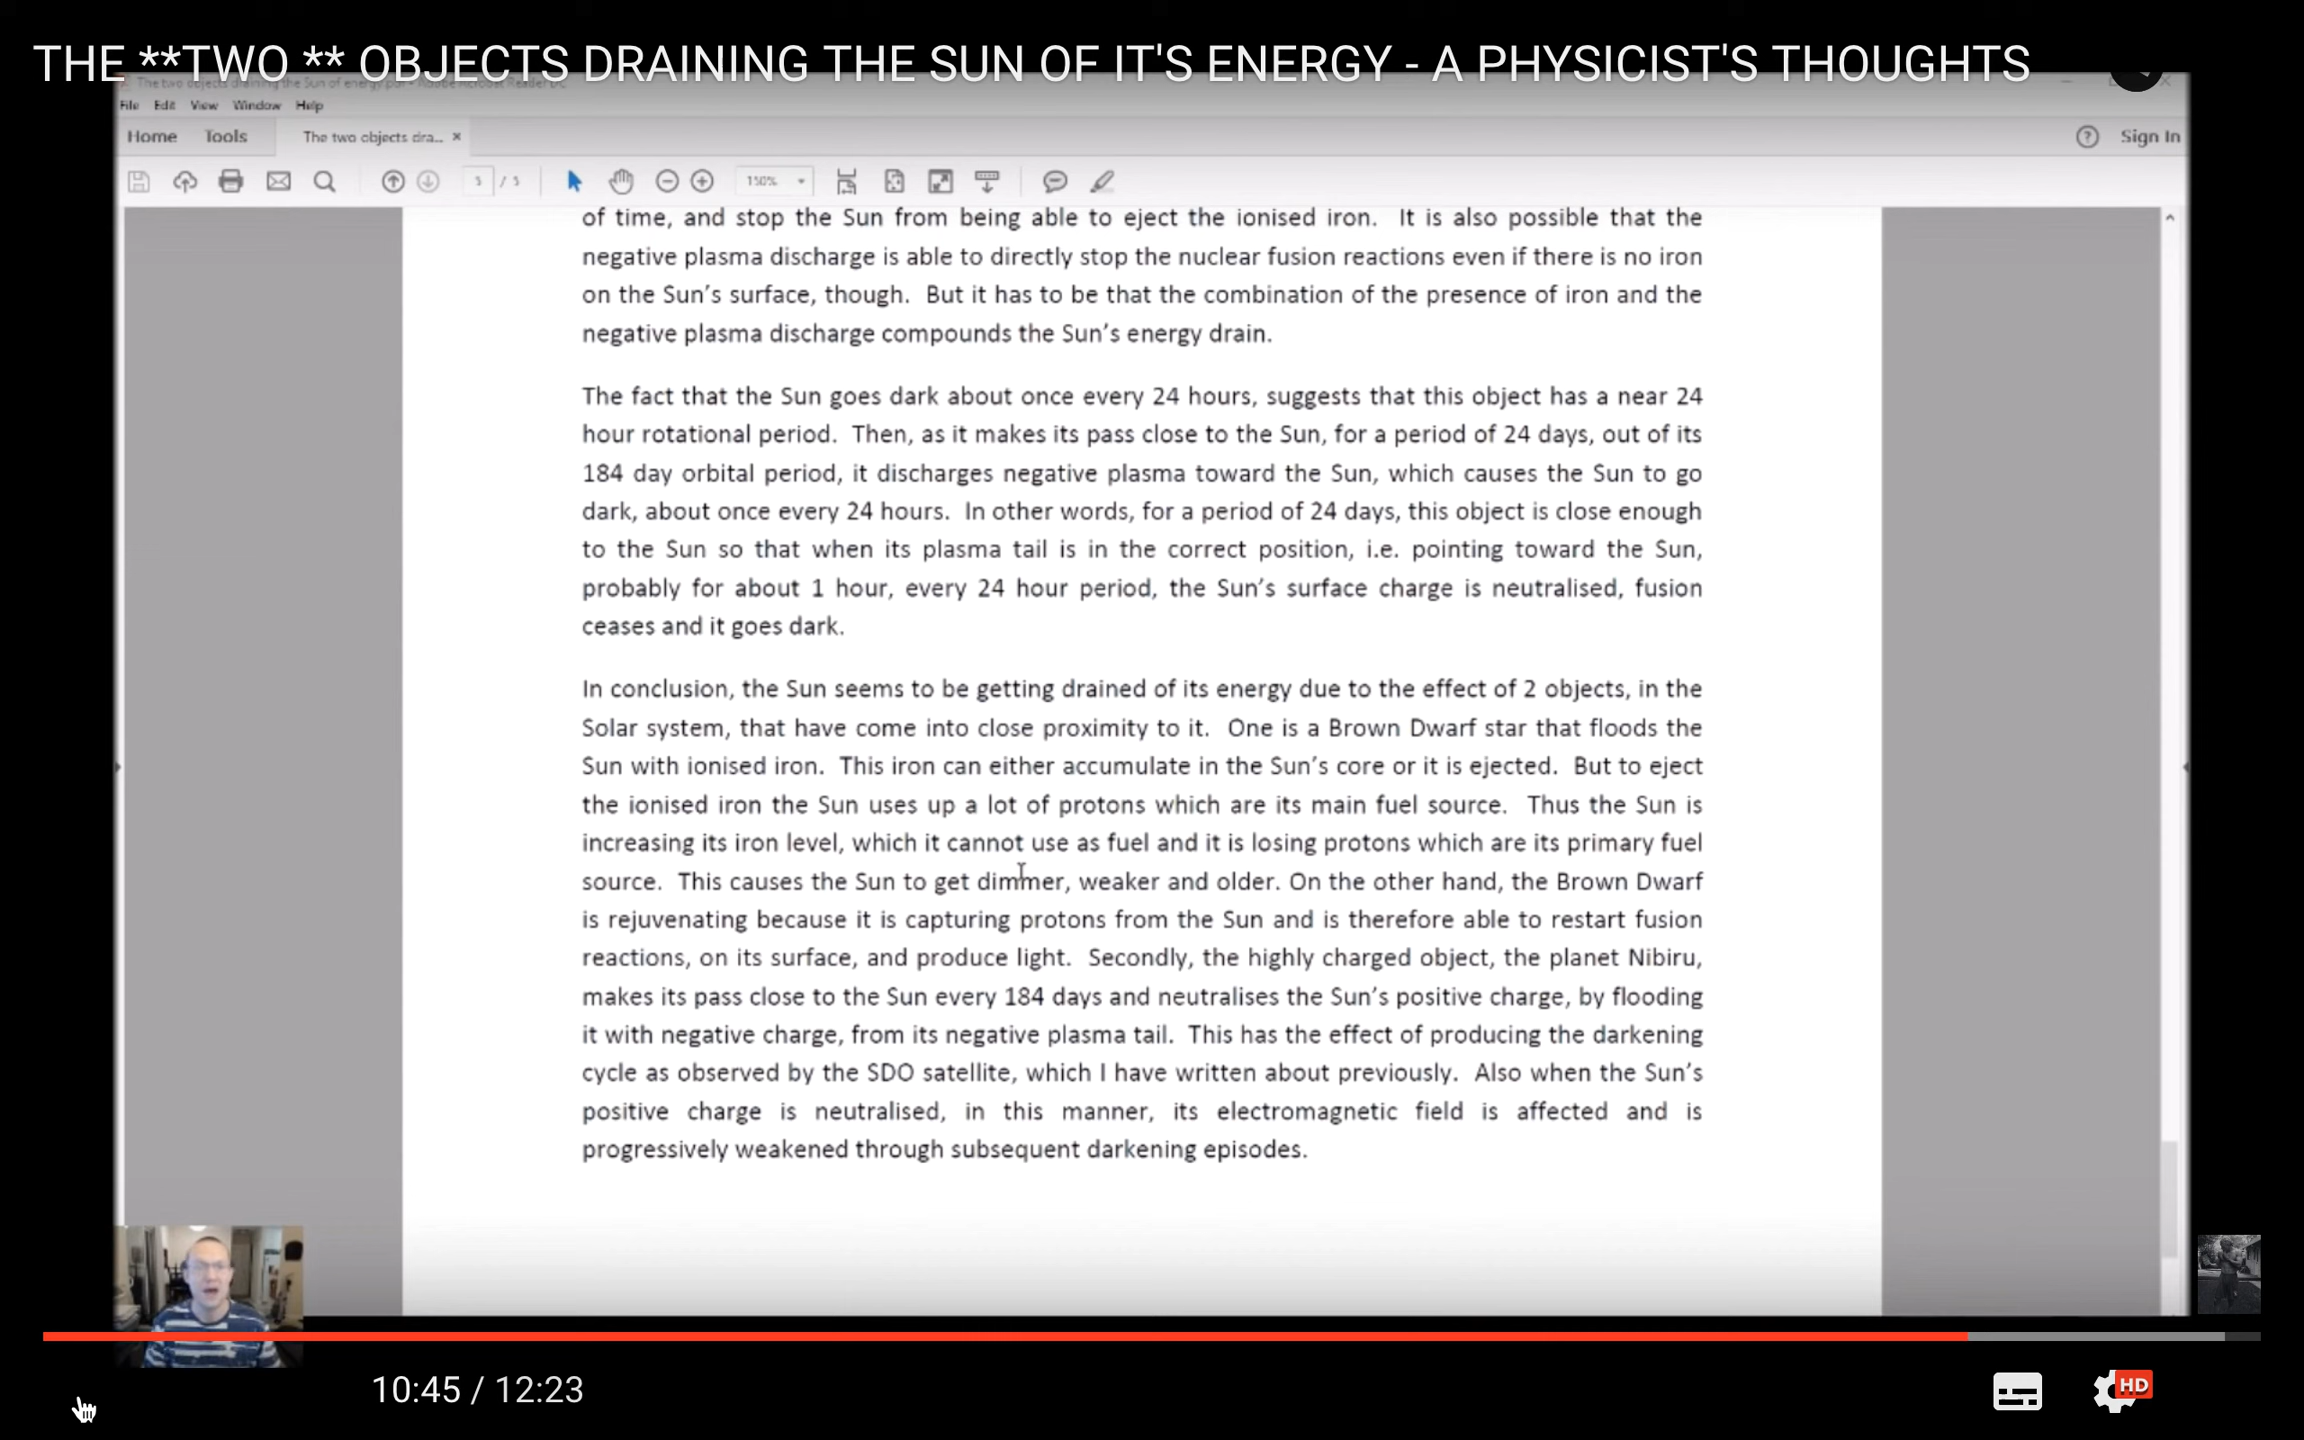 THE **TWO ** OBJECTS DRAINING THE SUN OF IT'S ENERGY - A PHYSICIST'S THOUGHTS
The two objects draining the Sun of energy.pdf - Adobe Acrobat Reader DC
File Edit View Window Help
Home Tools The two objects dra... × ? Sign In
5 / 5 150%
of time, and stop the Sun from being able to eject the ionised iron. It is also possible that the
negative plasma discharge is able to directly stop the nuclear fusion reactions even if there is no iron
on the Sun's surface, though. But it has to be that the combination of the presence of iron and the
negative plasma discharge compounds the Sun's energy drain.
The fact that the Sun goes dark about once every 24 hours, suggests that this object has a near 24
hour rotational period. Then, as it makes its pass close to the Sun, for a period of 24 days, out of its
184 day orbital period, it discharges negative plasma toward the Sun, which causes the Sun to go
dark, about once every 24 hours. In other words, for a period of 24 days, this object is close enough
to the Sun so that when its plasma tail is in the correct position, i.e. pointing toward the Sun,
probably for about 1 hour, every 24 hour period, the Sun's surface charge is neutralised, fusion
ceases and it goes dark.
In conclusion, the Sun seems to be getting drained of its energy due to the effect of 2 objects, in the
Solar system, that have come into close proximity to it. One is a Brown Dwarf star that floods the
Sun with ionised iron. This iron can either accumulate in the Sun's core or it is ejected. But to eject
the ionised iron the Sun uses up a lot of protons which are its main fuel source. Thus the Sun is
increasing its iron level, which it cannot use as fuel and it is losing protons which are its primary fuel
source. This causes the Sun to get dimmer, weaker and older. On the other hand, the Brown Dwarf
is rejuvenating because it is capturing protons from the Sun and is therefore able to restart fusion
reactions, on its surface, and produce light. Secondly, the highly charged object, the planet Nibiru,
makes its pass close to the Sun every 184 days and neutralises the Sun's positive charge, by flooding
it with negative charge, from its negative plasma tail. This has the effect of producing the darkening
cycle as observed by the SDO satellite, which I have written about previously. Also when the Sun's
positive charge is neutralised, in this manner, its electromagnetic field is affected and is
progressively weakened through subsequent darkening episodes.
10:45 / 12:23
HD